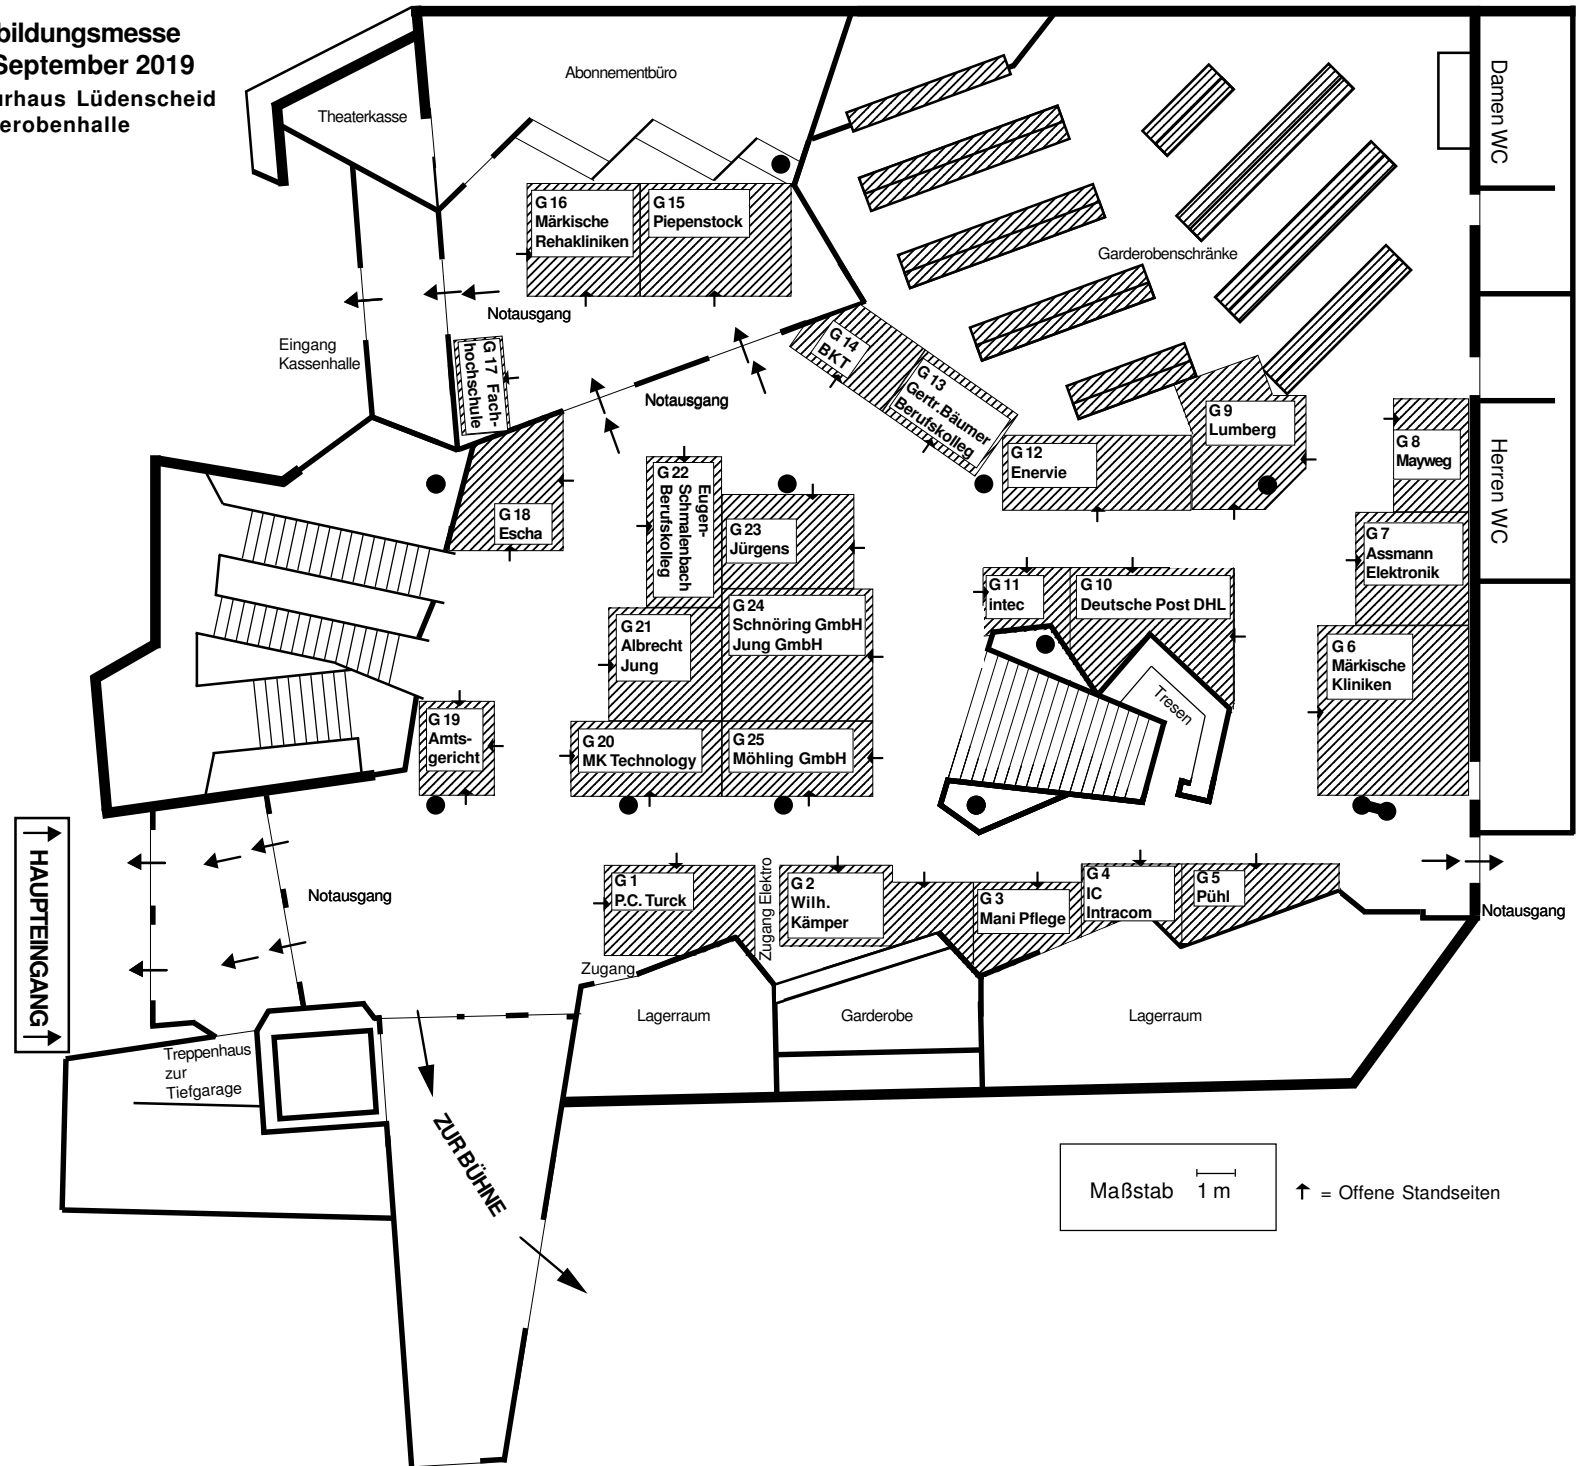 bildungsmesse
September 2019
urhaus Lüdenscheid
erobenhalle
Abonnementbüro
Theaterkasse
Damen WC
G 16
Märkische
Rehakliniken
G 15
Piepenstock
Garderobenschränke
Notausgang
Eingang
Kassenhalle
G 17 Fach-
hochschule
G 14
BKT
G 13
Gertr.Bäumer
Berufskolleg
Notausgang
G 9
Lumberg
G 12
Enervie
G 8
Mayweg
Herren WC
G 18
Escha
G 22
Eugen-
Schmalenbach
Berufskolleg
G 23
Jürgens
G 7
Assmann
Elektronik
G 11
intec
G 10
Deutsche Post DHL
G 24
Schnöring GmbH
Jung GmbH
G 21
Albrecht
Jung
G 6
Märkische
Kliniken
Tresen
G 19
Amts-
gericht
G 20
MK Technology
G 25
Möhling GmbH
HAUPTEINGANG
Notausgang
G 1
P.C. Turck
Zugang Elektro
G 2
Wilh.
Kämper
G 3
Mani Pflege
G 4
IC
Intracom
G 5
Pühl
Notausgang
Zugang
Lagerraum
Garderobe
Lagerraum
Treppenhaus
zur
Tiefgarage
ZUR BÜHNE
Maßstab 1 m
= Offene Standseiten